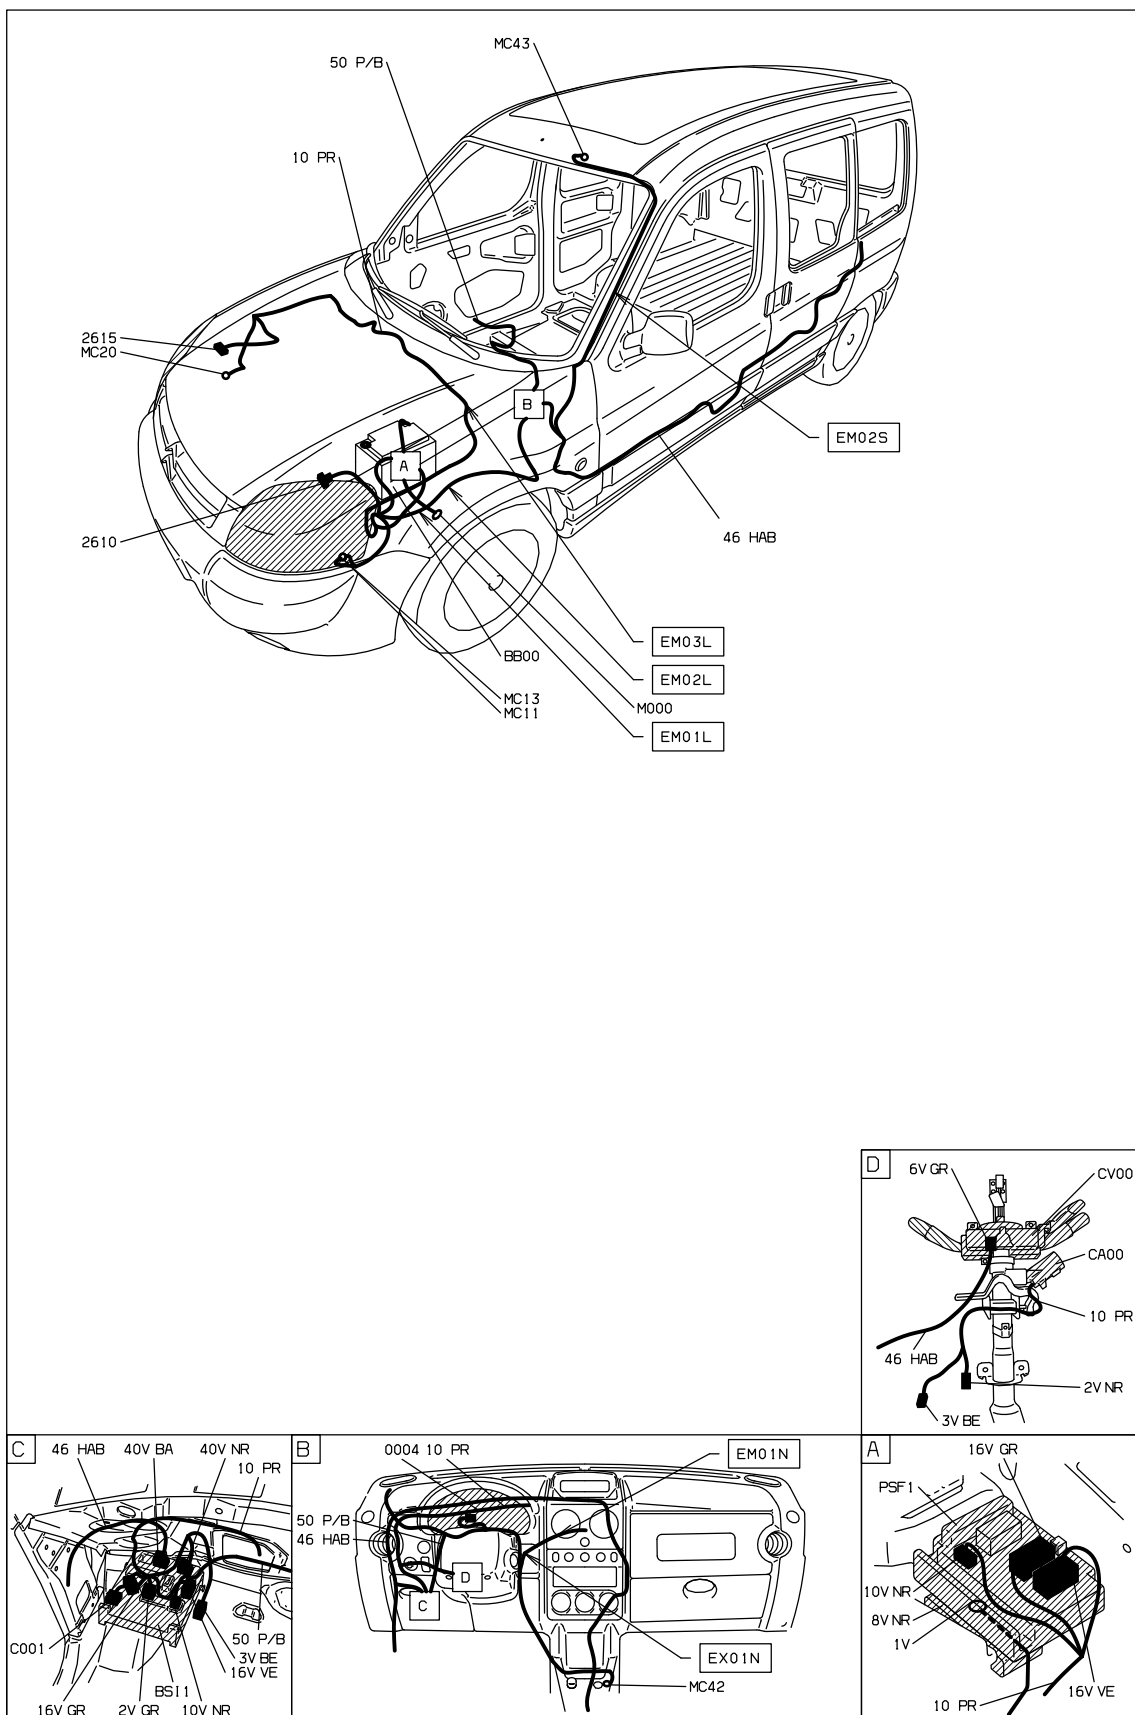 MC43
50 P/B
10 PR
2615
MC20
B
A
EM02S
46 HAB
2610
EM03L
BB00
EM02L
MC13
MC11
M000
EM01L
D
6V GR
CV00
CA00
10 PR
46 HAB
2V NR
3V BE
C
46 HAB
40V BA
40V NR
10 PR
C001
50 P/B
3V BE
16V VE
BSI1
16V GR
2V GR
10V NR
B
0004
10 PR
EM01N
50 P/B
46 HAB
D
C
EX01N
MC42
A
16V GR
PSF1
10V NR
8V NR
1V
16V VE
10 PR